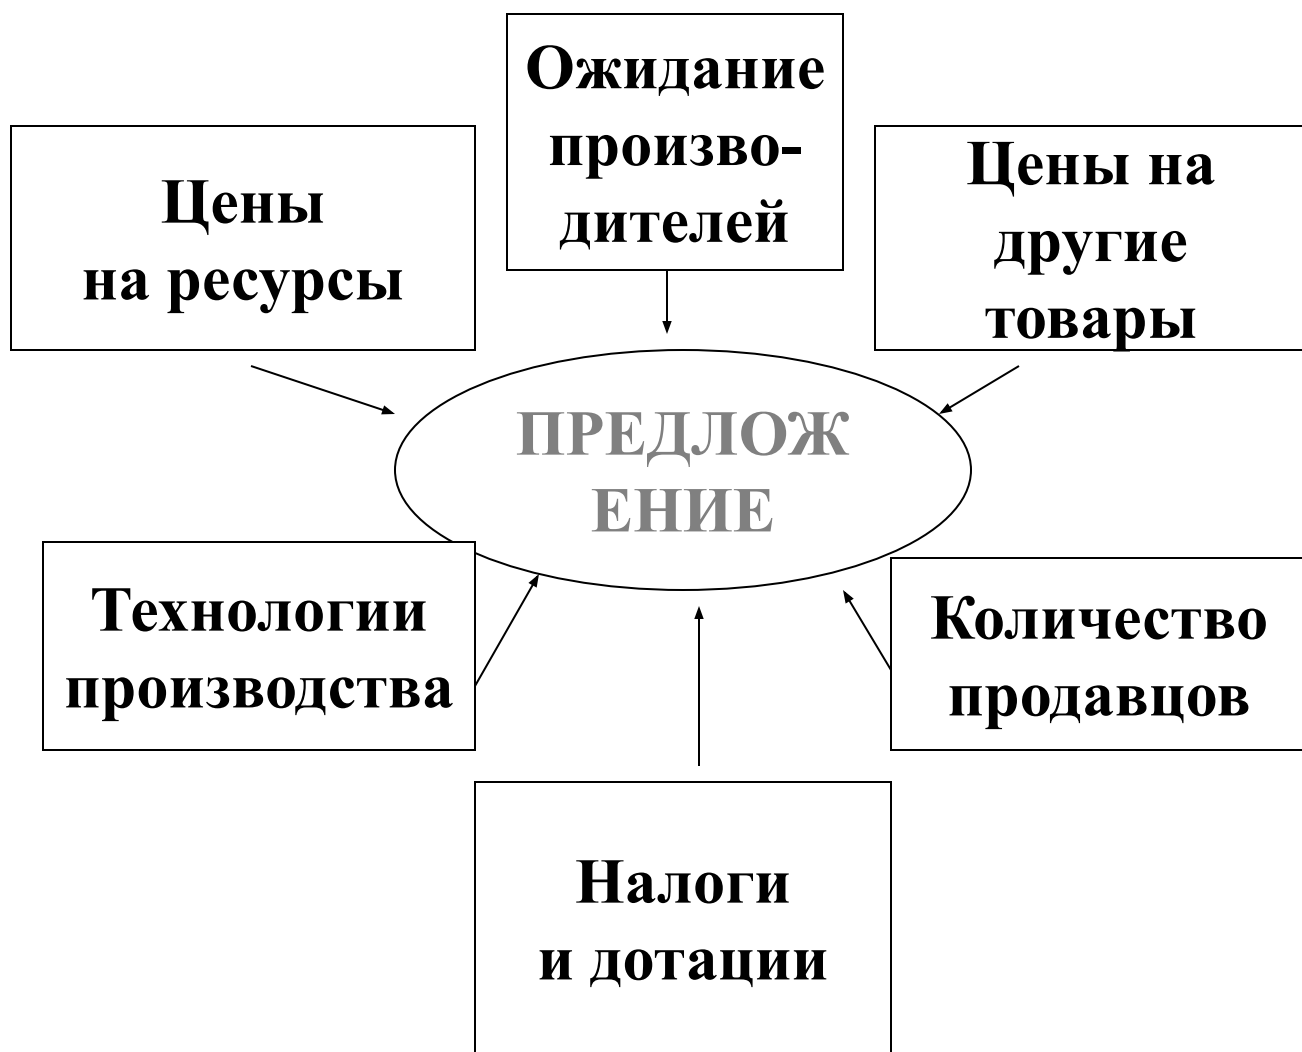 Ожидание
произво-
дителей
Цены
на ресурсы
Цены на
другие
товары
ПРЕДЛОЖ
ЕНИЕ
Технологии
производства
Количество
продавцов
Налоги
и дотации